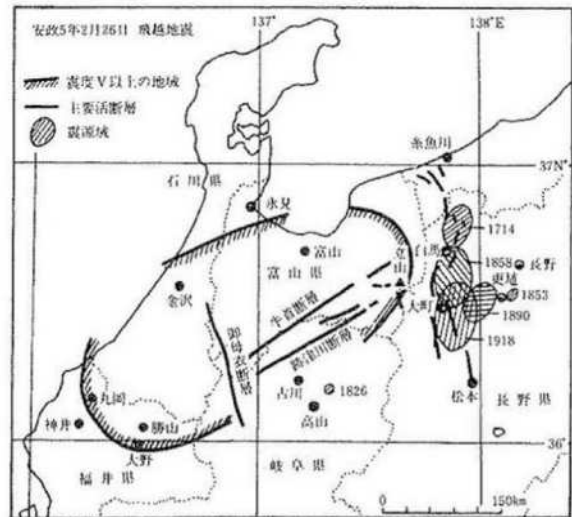 137°
138°E
安政5年2月26日 飛越地震
震度V以上の地域
主要活断層
震源域
糸魚川
37°N
石川県
氷見
1714
富山
立山
白馬
1858
長野
富山県
更埴
金沢
大町
1853
牛首断層
1890
御母衣断層
跡津川断層
1918
丸岡
古川
1826
松本
長野県
神井
勝山
高山
大野
36°
福井県
岐阜県
0
150km